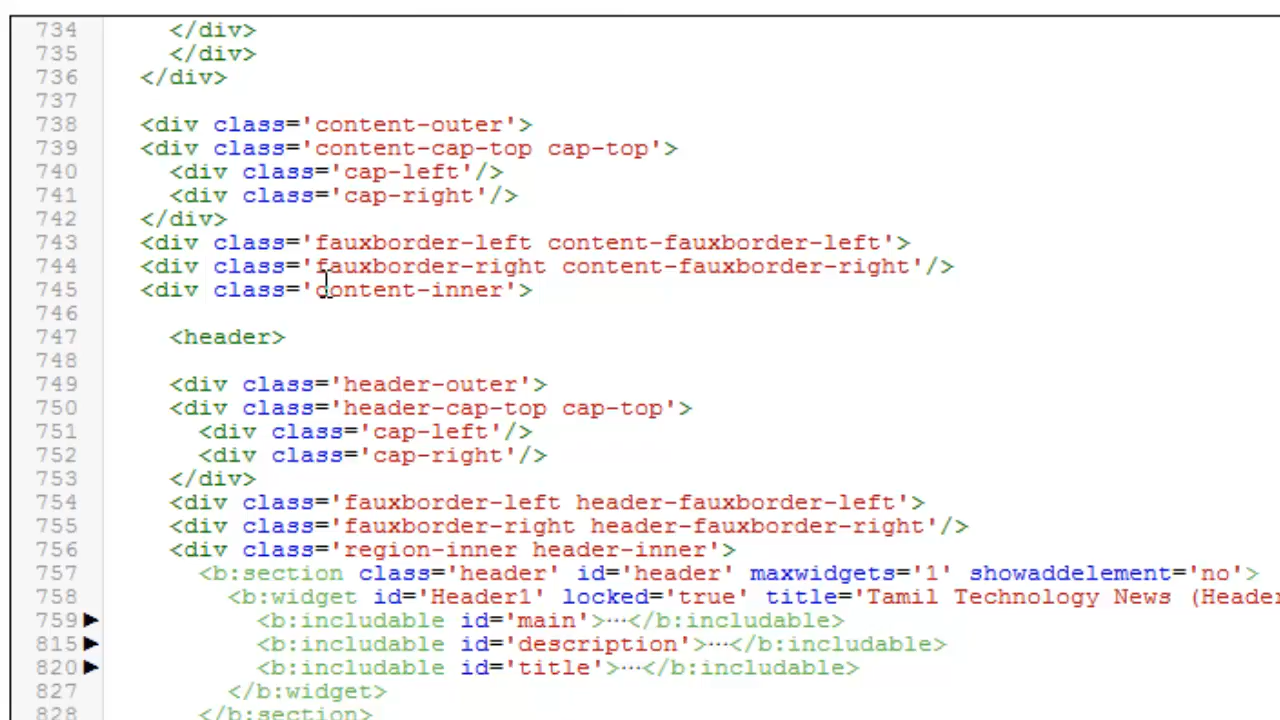 734 </div>
735 </div>
736 </div>
737
738 <div class='content-outer'>
739 <div class='content-cap-top cap-top'>
740 <div class='cap-left'/>
741 <div class='cap-right'/>
742 </div>
743 <div class='fauxborder-left content-fauxborder-left'>
744 <div class='fauxborder-right content-fauxborder-right'/>
745 <div class='content-inner'>
746
747 <header>
748
749 <div class='header-outer'>
750 <div class='header-cap-top cap-top'>
751 <div class='cap-left'/>
752 <div class='cap-right'/>
753 </div>
754 <div class='fauxborder-left header-fauxborder-left'>
755 <div class='fauxborder-right header-fauxborder-right'/>
756 <div class='region-inner header-inner'>
757 <b:section class='header' id='header' maxwidgets='1' showaddelement='no'>
758 <b:widget id='Header1' locked='true' title='Tamil Technology News (Header
759 <b:includable id='main'>…</b:includable>
815 <b:includable id='description'>…</b:includable>
820 <b:includable id='title'>…</b:includable>
827 </b:widget>
828 </b:section>